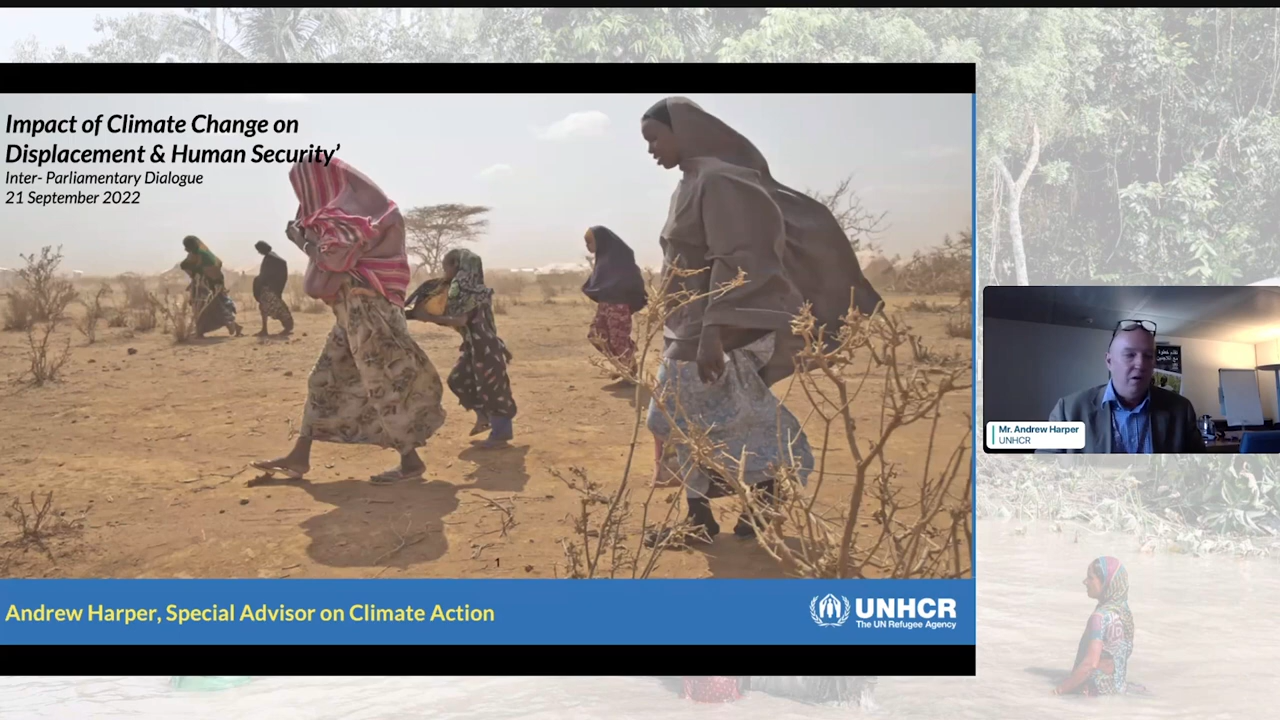 Impact of Climate Change on
Displacement & Human Security’
Inter- Parliamentary Dialogue
21 September 2022
1
Andrew Harper, Special Advisor on Climate Action
UNHCR
The UN Refugee Agency
Mr. Andrew Harper
UNHCR